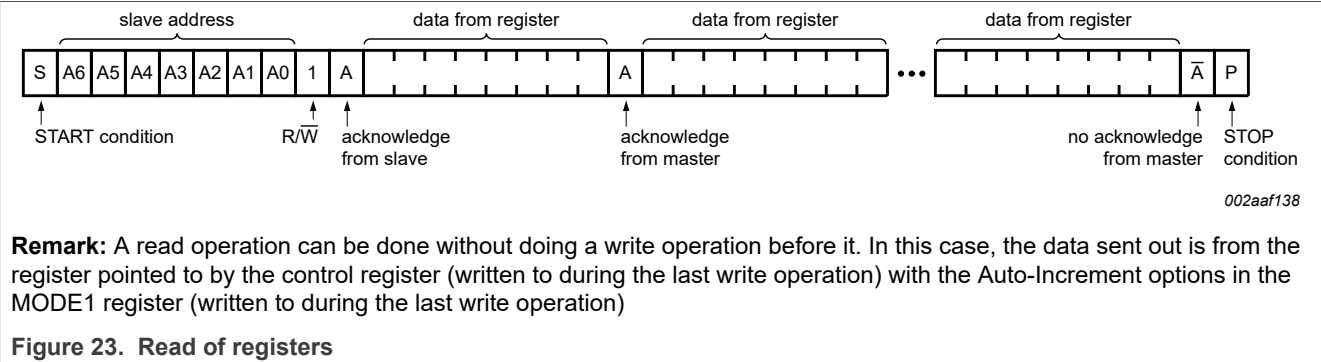 slave address data from register data from register data from register
S A6 A5 A4 A3 A2 A1 A0 1 A A A̅ P
START condition R/W̅ acknowledge from slave acknowledge from master no acknowledge from master STOP condition
002aaf138
Remark: A read operation can be done without doing a write operation before it. In this case, the data sent out is from the
register pointed to by the control register (written to during the last write operation) with the Auto-Increment options in the
MODE1 register (written to during the last write operation)
Figure 23. Read of registers